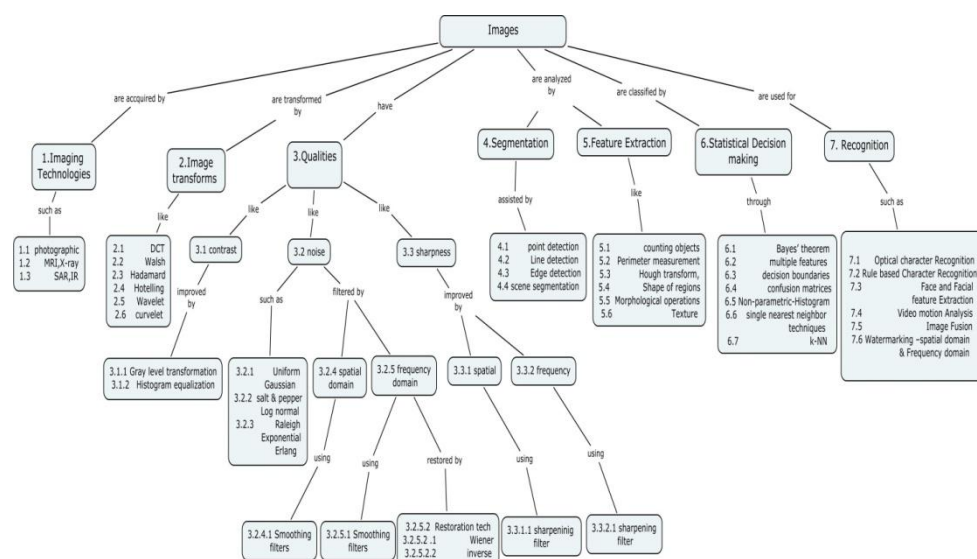 Images
are accquired by
are transformed
by
have
are analyzed
by
are classified by
are used for
1.Imaging
Technologies
2.Image
transforms
3.Qualities
4.Segmentation
5.Feature Extraction
6.Statistical Decision
making
7. Recognition
such as
like
like
like
like
assisted by
like
through
such as
1.1 photographic
1.2 MRI,X-ray
1.3 SAR,IR
2.1 DCT
2.2 Walsh
2.3 Hadamard
2.4 Hotelling
2.5 Wavelet
2.6 curvelet
3.1 contrast
3.2 noise
3.3 sharpness
4.1 point detection
4.2 Line detection
4.3 Edge detection
4.4 scene segmentation
5.1 counting objects
5.2 Perimeter measurement
5.3 Hough transform,
5.4 Shape of regions
5.5 Morphological operations
5.6 Texture
6.1 Bayes' theorem
6.2 multiple features
6.3 decision boundaries
6.4 confusion matrices
6.5 Non-parametric-Histogram
6.6 single nearest neighbor
techniques
6.7 k-NN
7.1 Optical character Recognition
7.2 Rule based Character Recognition
7.3 Face and Facial
feature Extraction
7.4 Video motion Analysis
7.5 Image Fusion
7.6 Watermarking –spatial domain
& Frequency domain
improved
by
such as
filtered by
improved
by
3.1.1 Gray level transformation
3.1.2 Histogram equalization
3.2.1 Uniform
Gaussian
3.2.2 salt & pepper
Log normal
3.2.3 Raleigh
Exponential
Erlang
3.2.4 spatial
domain
3.2.5 frequency
domain
3.3.1 spatial
3.3.2 frequency
using
using
restored by
using
using
3.2.4.1 Smoothing
filters
3.2.5.1 Smoothing
filters
3.2.5.2 Restoration tech
3.2.5.2 .1 Wiener
3.2.5.2.2 inverse
3.3.1.1 sharpeninig
filter
3.3.2.1 sharpening
filter